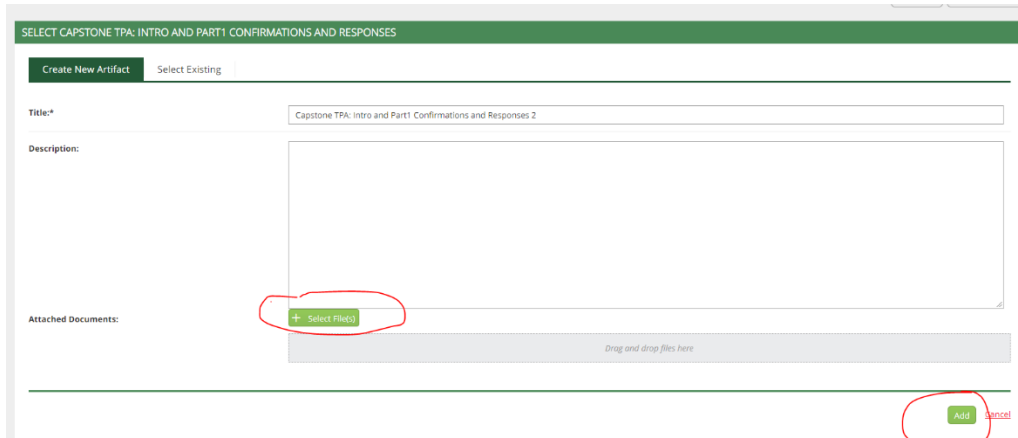 SELECT CAPSTONE TPA: INTRO AND PART1 CONFIRMATIONS AND RESPONSES
Create New Artifact Select Existing
Title:* Capstone TPA: Intro and Part1 Confirmations and Responses 2
Description:
Attached Documents: + Select File(s)
Drag and drop files here
Add Cancel